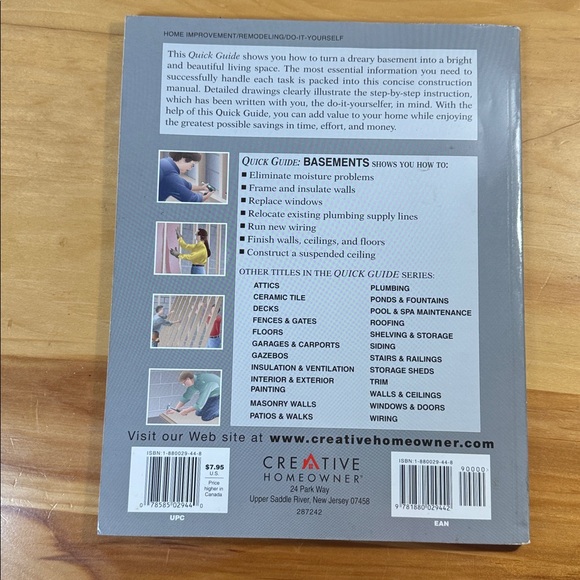 HOME IMPROVEMENT/REMODELING/DO-IT-YOURSELF
This Quick Guide shows you how to turn a dreary basement into a bright
and beautiful living space. The most essential information you need to
successfully handle each task is packed into this concise construction
manual. Detailed drawings clearly illustrate the step-by-step instruction,
which has been written with you, the do-it-yourselfer, in mind. With the
help of this Quick Guide, you can add value to your home while enjoying
the greatest possible savings in time, effort, and money.
QUICK GUIDE: BASEMENTS SHOWS YOU HOW TO:
■ Eliminate moisture problems
■ Frame and insulate walls
■ Replace windows
■ Relocate existing plumbing supply lines
■ Run new wiring
■ Finish walls, ceilings, and floors
■ Construct a suspended ceiling
OTHER TITLES IN THE QUICK GUIDE SERIES:
ATTICS
CERAMIC TILE
DECKS
FENCES & GATES
FLOORS
GARAGES & CARPORTS
GAZEBOS
INSULATION & VENTILATION
INTERIOR & EXTERIOR
PAINTING
MASONRY WALLS
PATIOS & WALKS
PLUMBING
PONDS & FOUNTAINS
POOL & SPA MAINTENANCE
ROOFING
SHELVING & STORAGE
SIDING
STAIRS & RAILINGS
STORAGE SHEDS
TRIM
WALLS & CEILINGS
WINDOWS & DOORS
WIRING
Visit our Web site at www.creativehomeowner.com
ISBN: 1-880029-44-8
0 78585 02944 0
UPC
$7.95
U.S.
Price
higher in
Canada
CREATIVE
HOMEOWNER®
24 Park Way
Upper Saddle River, New Jersey 07458
287242
ISBN: 1-880029-44-8
90000
9 781880 029442
EAN